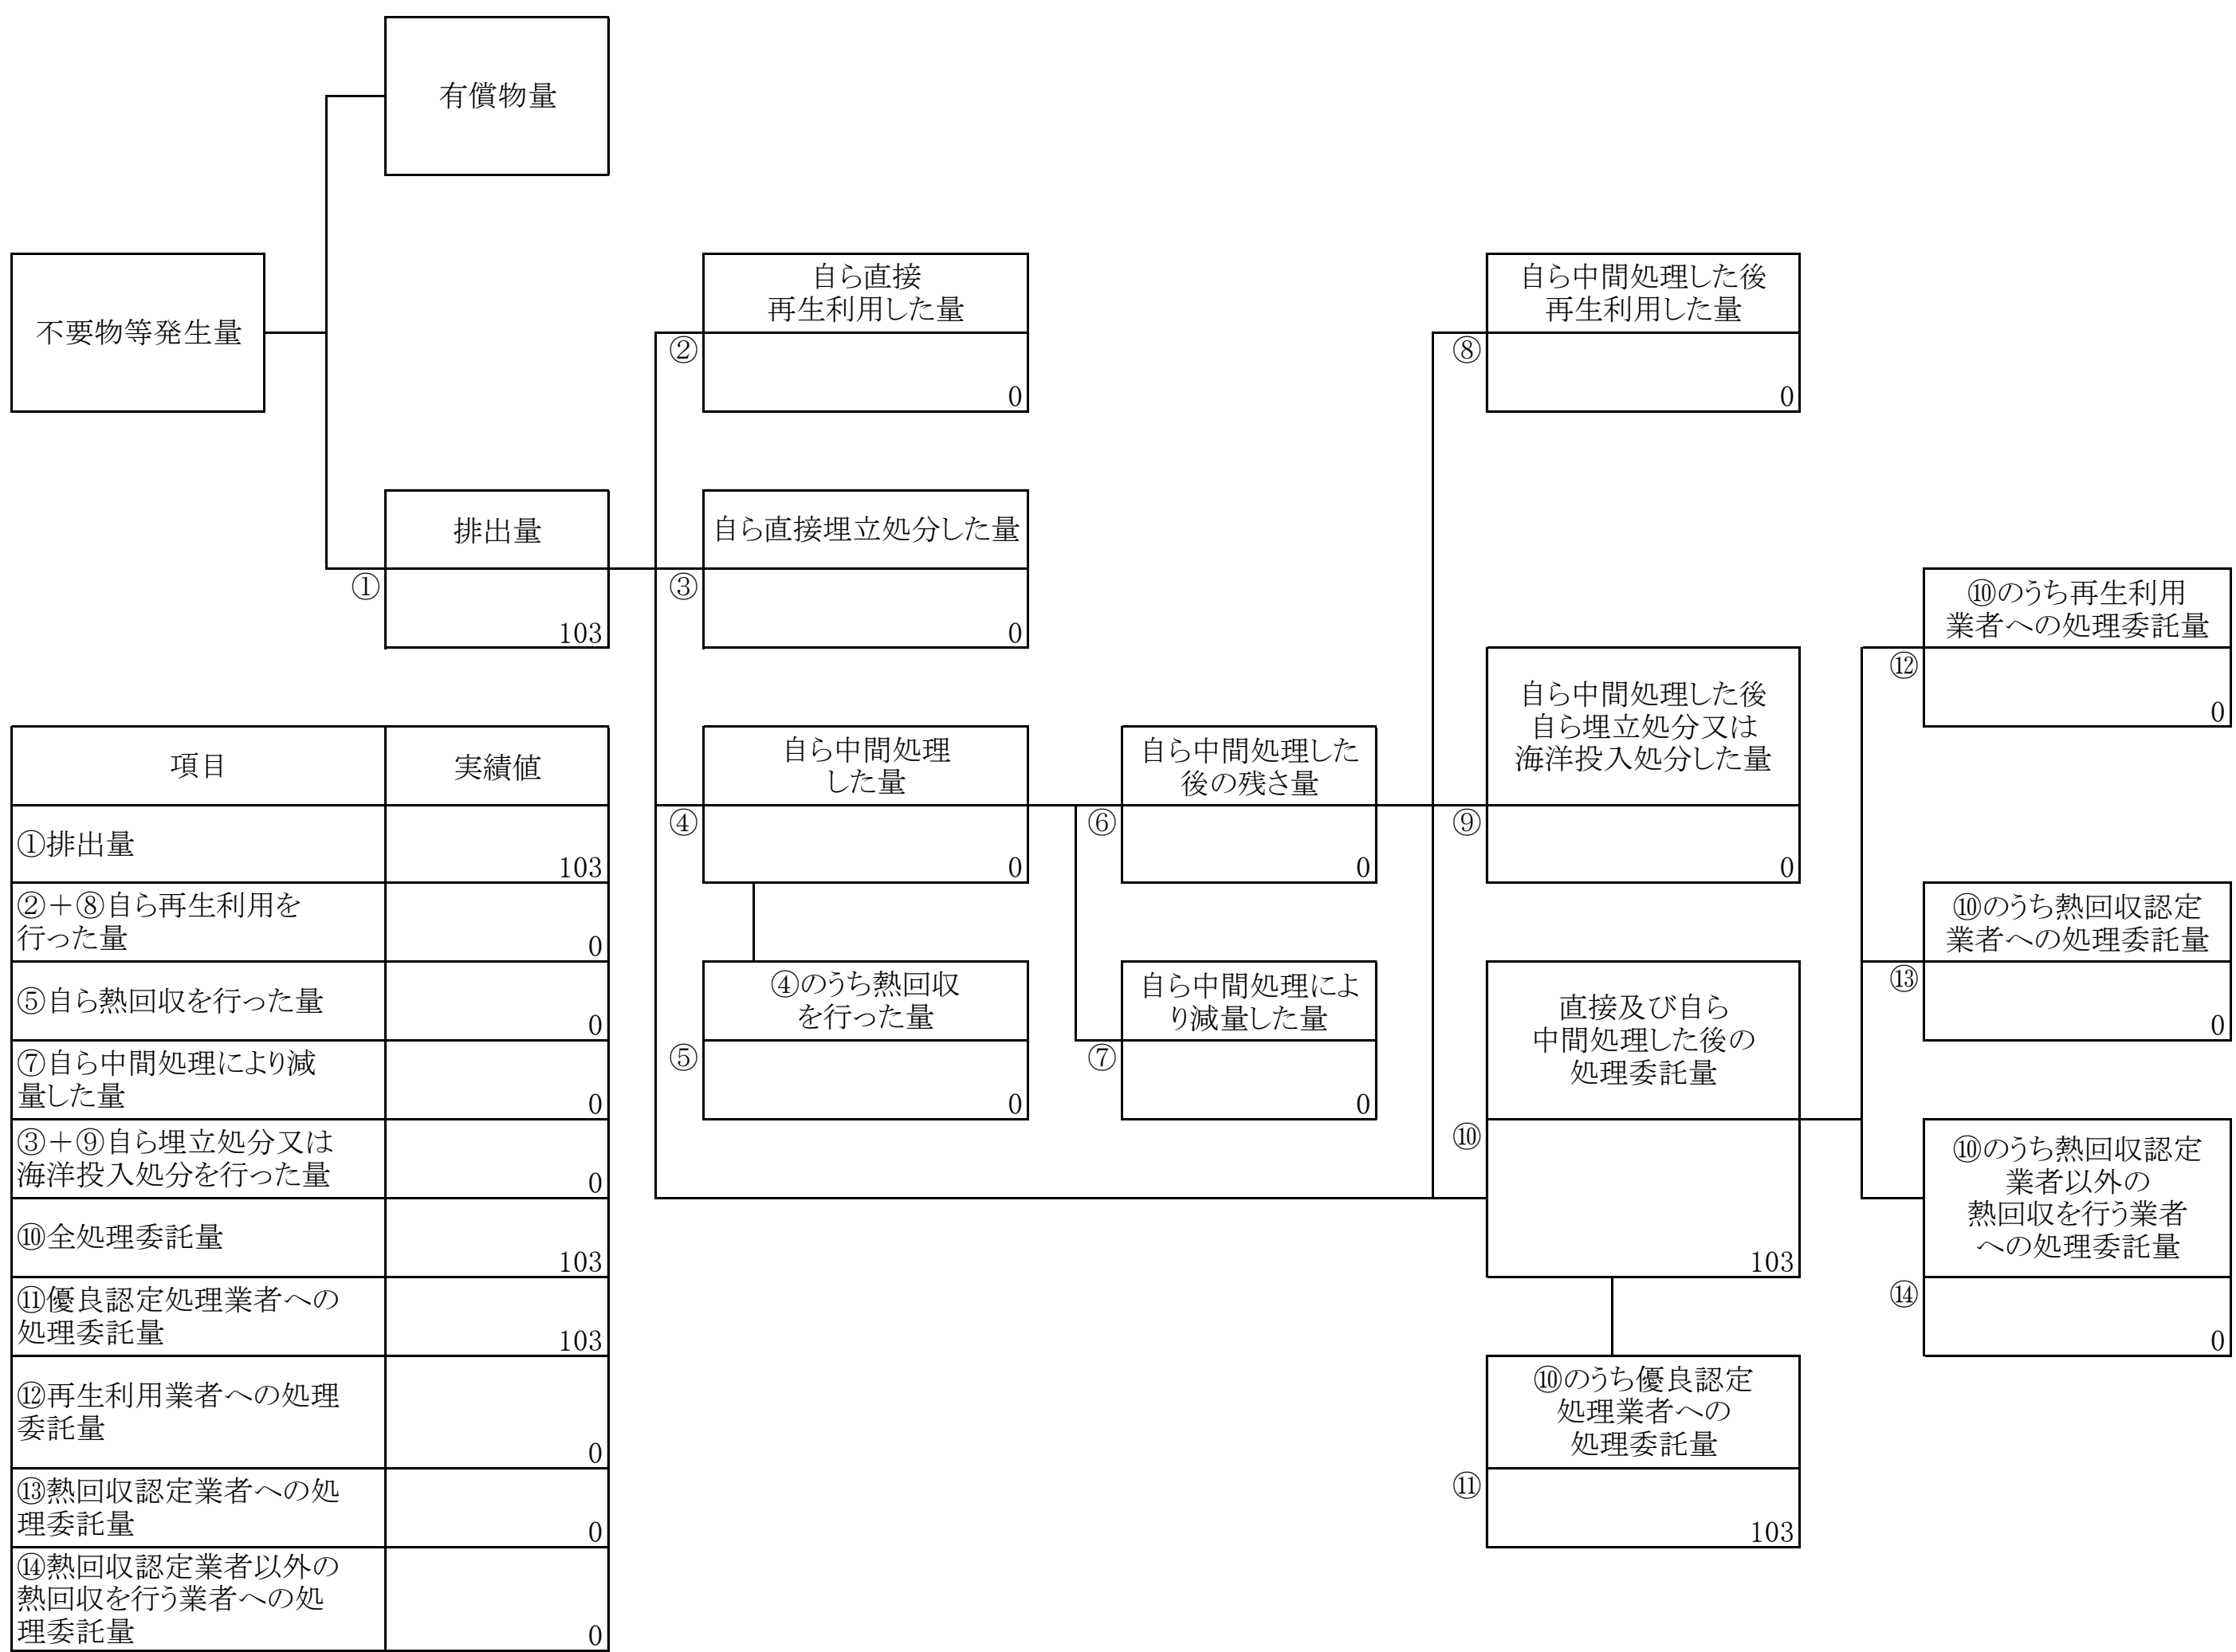 有償物量
不要物等発生量
自ら直接
再生利用した量
②
0
自ら中間処理した後
再生利用した量
⑧
0
排出量
①
103
自ら直接埋立処分した量
③
0
⑩のうち再生利用
業者への処理委託量
⑫
0
自ら中間処理
した量
④
0
自ら中間処理した
後の残さ量
⑥
0
自ら中間処理した後
自ら埋立処分又は
海洋投入処分した量
⑨
0
⑩のうち熱回収認定
業者への処理委託量
⑬
0
④のうち熱回収
を行った量
⑤
0
自ら中間処理によ
り減量した量
⑦
0
直接及び自ら
中間処理した後の
処理委託量
⑩
103
⑩のうち熱回収認定
業者以外の
熱回収を行う業者
への処理委託量
⑭
0
⑩のうち優良認定
処理業者への
処理委託量
⑪
103
項目 実績値
①排出量
103
②＋⑧自ら再生利用を
行った量
0
⑤自ら熱回収を行った量
0
⑦自ら中間処理により減
量した量
0
③＋⑨自ら埋立処分又は
海洋投入処分を行った量
0
⑩全処理委託量
103
⑪優良認定処理業者への
処理委託量
103
⑫再生利用業者への処理
委託量
0
⑬熱回収認定業者への処
理委託量
0
⑭熱回収認定業者以外の
熱回収を行う業者への処
理委託量
0